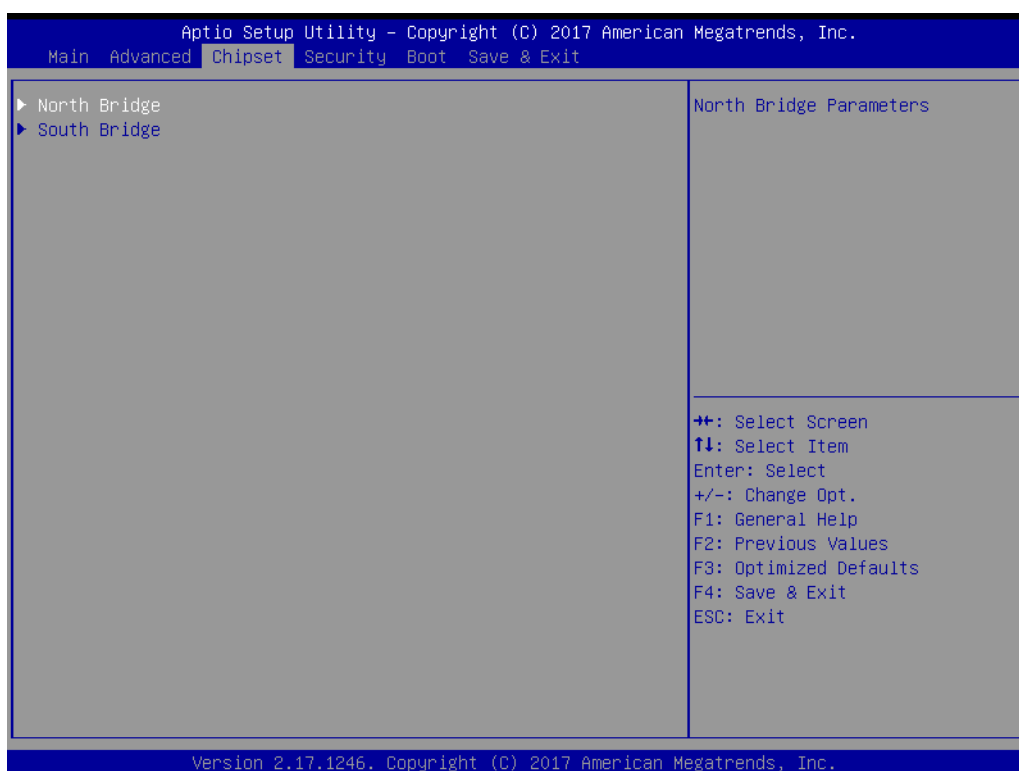 Aptio Setup Utility – Copyright (C) 2017 American Megatrends, Inc.
Main Advanced Chipset Security Boot Save & Exit
▶ North Bridge
▶ South Bridge
North Bridge Parameters
→←: Select Screen
↑↓: Select Item
Enter: Select
+/-: Change Opt.
F1: General Help
F2: Previous Values
F3: Optimized Defaults
F4: Save & Exit
ESC: Exit
Version 2.17.1246. Copyright (C) 2017 American Megatrends, Inc.